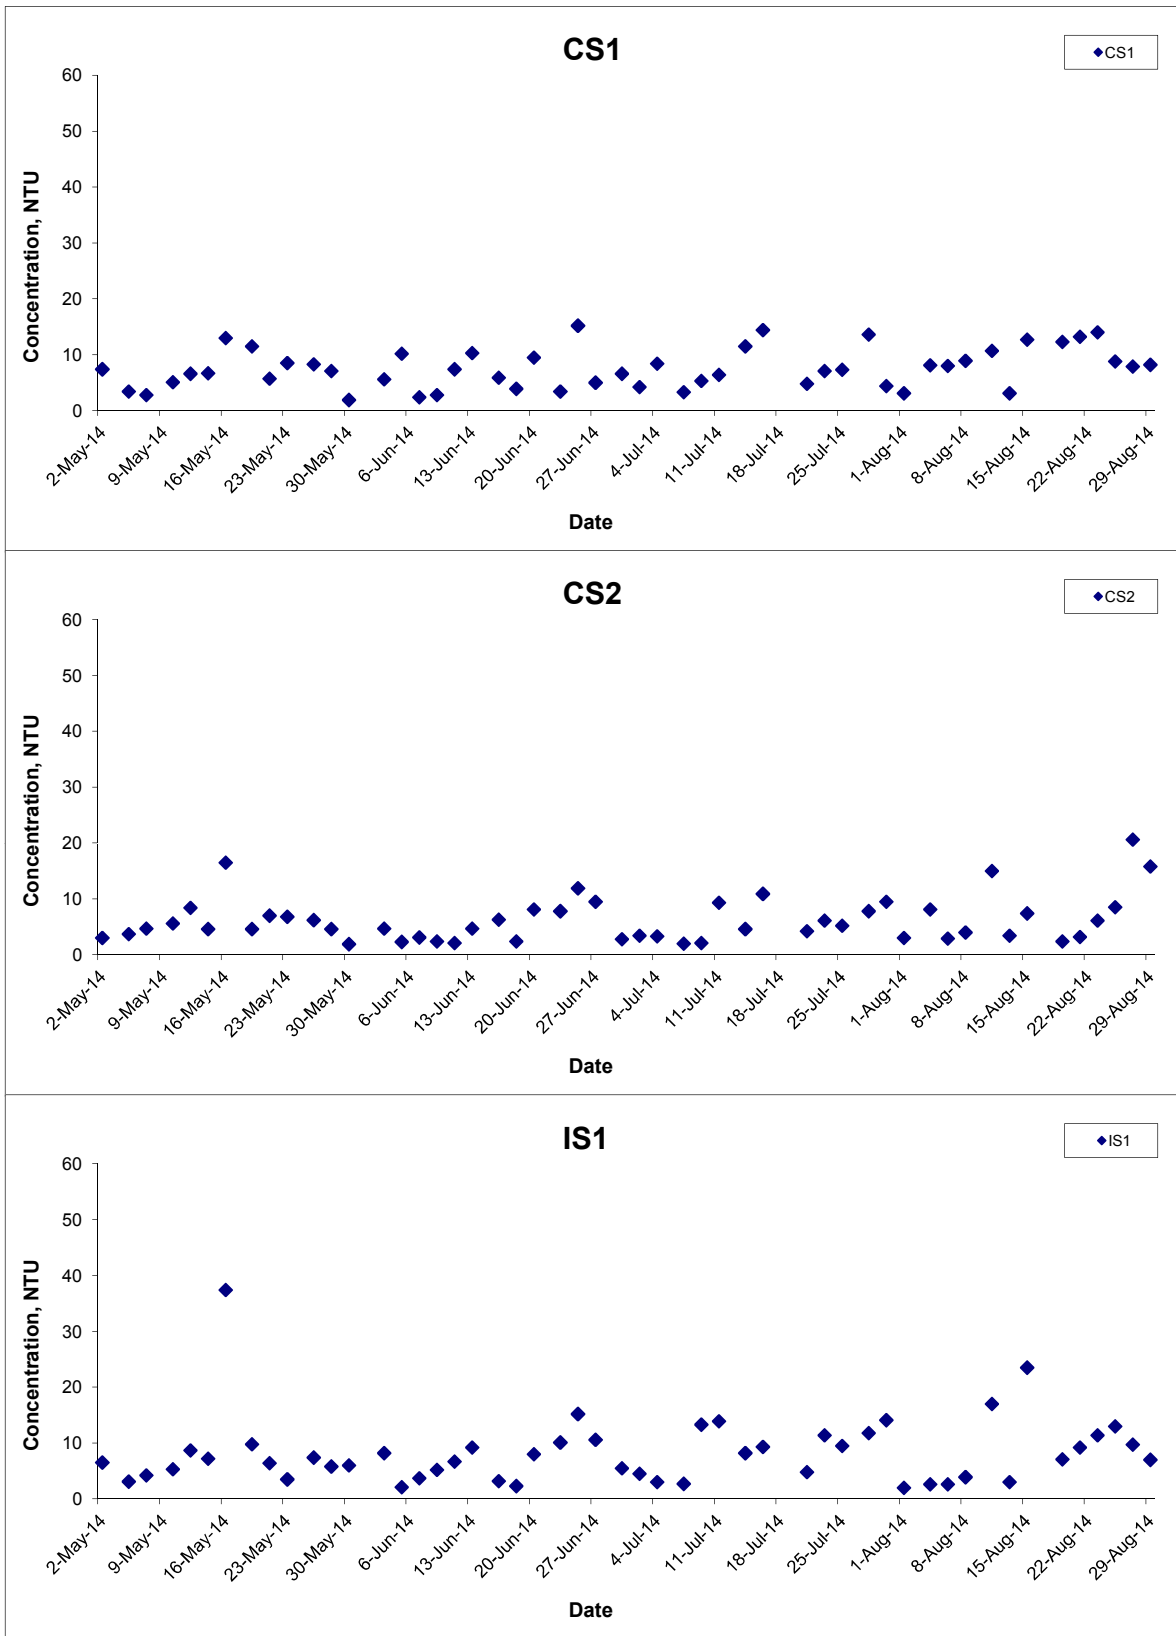 CS1
CS1
60
50
40
30
20
10
0
Concentration, NTU
2-May-14
9-May-14
16-May-14
23-May-14
30-May-14
6-Jun-14
13-Jun-14
20-Jun-14
27-Jun-14
4-Jul-14
11-Jul-14
18-Jul-14
25-Jul-14
1-Aug-14
8-Aug-14
15-Aug-14
22-Aug-14
29-Aug-14
Date
CS2
CS2
60
50
40
30
20
10
0
Concentration, NTU
2-May-14
9-May-14
16-May-14
23-May-14
30-May-14
6-Jun-14
13-Jun-14
20-Jun-14
27-Jun-14
4-Jul-14
11-Jul-14
18-Jul-14
25-Jul-14
1-Aug-14
8-Aug-14
15-Aug-14
22-Aug-14
29-Aug-14
Date
IS1
IS1
60
50
40
30
20
10
0
Concentration, NTU
2-May-14
9-May-14
16-May-14
23-May-14
30-May-14
6-Jun-14
13-Jun-14
20-Jun-14
27-Jun-14
4-Jul-14
11-Jul-14
18-Jul-14
25-Jul-14
1-Aug-14
8-Aug-14
15-Aug-14
22-Aug-14
29-Aug-14
Date